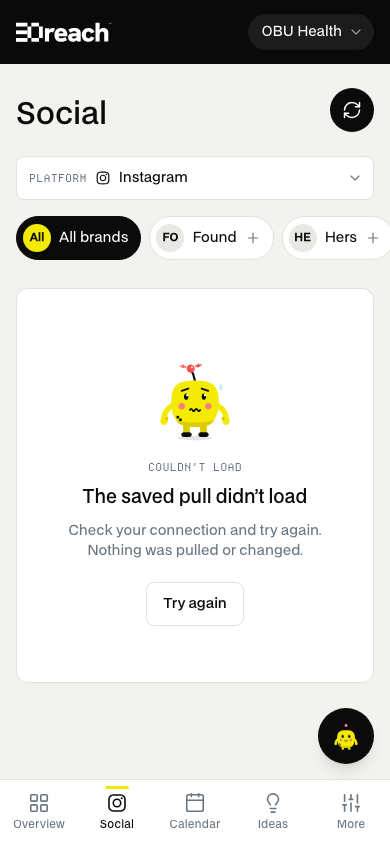 reach
OBU Health
Social
PLATFORM Instagram
All All brands FO Found + HE Hers +
COULDN'T LOAD
The saved pull didn’t load
Check your connection and try again.
Nothing was pulled or changed.
Try again
Overview Social Calendar Ideas More